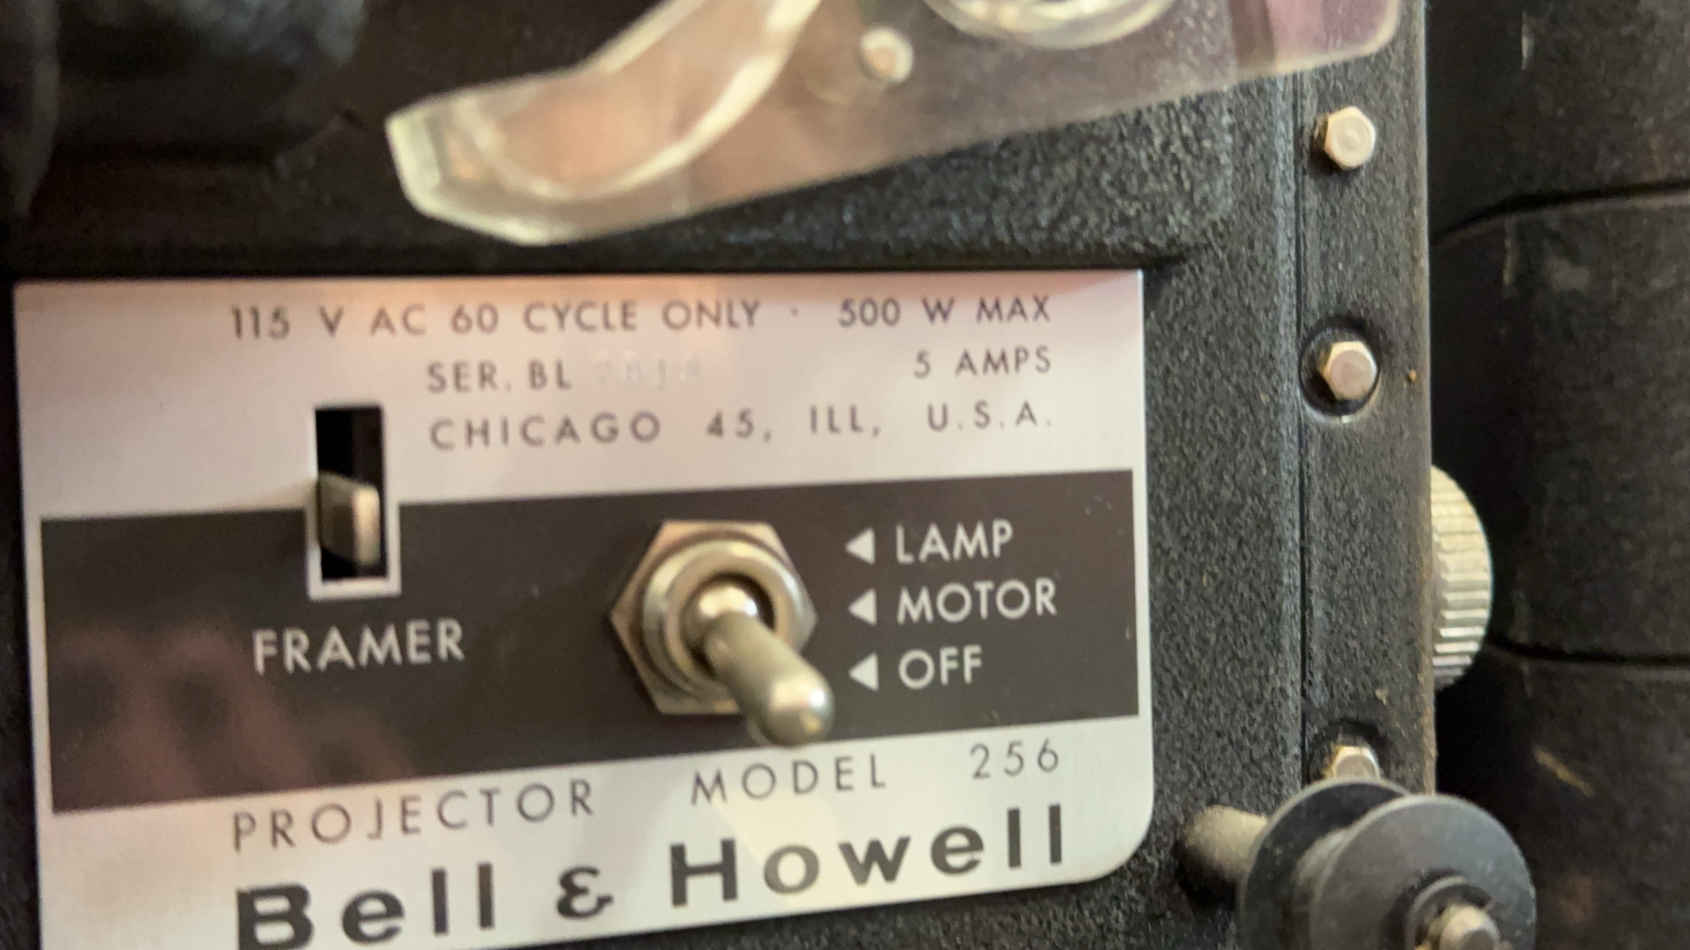 115 V AC 60 CYCLE ONLY · 500 W MAX
SER. BL 5 AMPS
CHICAGO 45, ILL, U.S.A.
LAMP
MOTOR
OFF
FRAMER
PROJECTOR MODEL 256
Bell & Howell